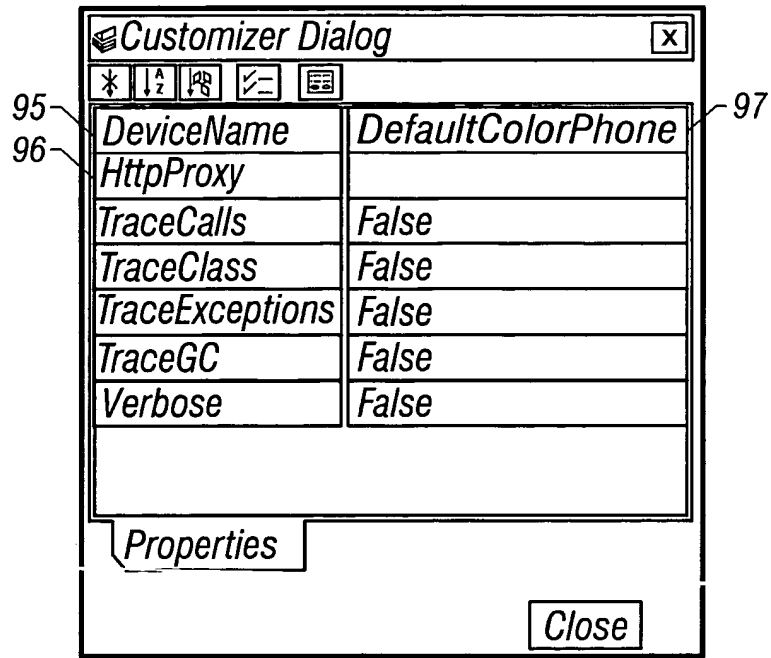 Customizer Dialog X
A Z
95 DeviceName DefaultColorPhone 97
96 HttpProxy
TraceCalls False
TraceClass False
TraceExceptions False
TraceGC False
Verbose False
Properties
Close